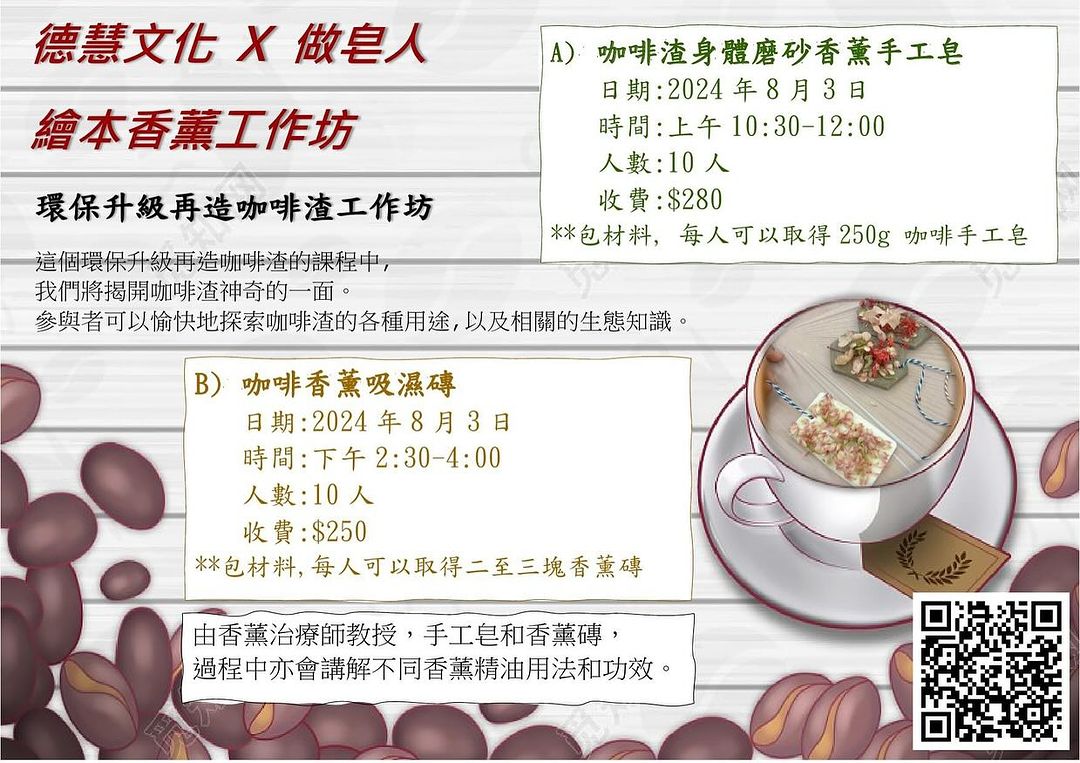 德慧文化 X 做皂人
繪本香薰工作坊
環保升級再造咖啡渣工作坊
這個環保升級再造咖啡渣的課程中,
我們將揭開咖啡渣神奇的一面。
參與者可以愉快地探索咖啡渣的各種用途,以及相關的生態知識。
A) 咖啡渣身體磨砂香薰手工皂
日期:2024 年 8 月 3 日
時間:上午 10:30-12:00
人數:10 人
收費:$280
**包材料, 每人可以取得 250g 咖啡手工皂
B) 咖啡香薰吸濕磚
日期:2024 年 8 月 3 日
時間:下午 2:30-4:00
人數:10 人
收費:$250
**包材料,每人可以取得二至三塊香薰磚
由香薰治療師教授，手工皂和香薰磚，
過程中亦會講解不同香薰精油用法和功效。